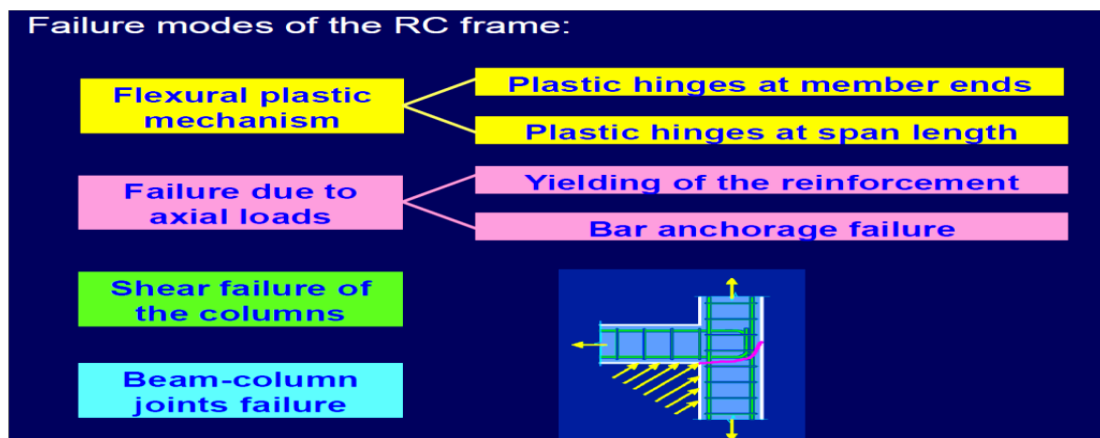 Failure modes of the RC frame:
Flexural plastic
mechanism
Plastic hinges at member ends
Plastic hinges at span length
Failure due to
axial loads
Yielding of the reinforcement
Bar anchorage failure
Shear failure of
the columns
Beam-column
joints failure